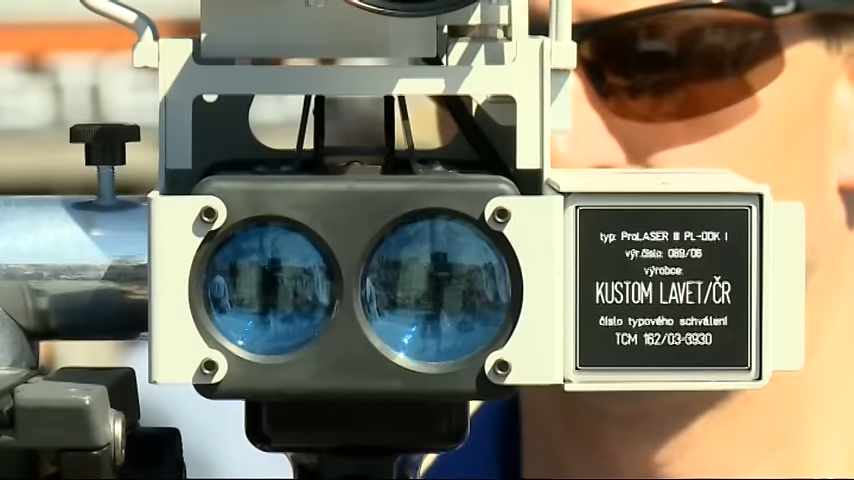 typ: ProLASER III PL-DOK I
výr.číslo: 089/06
výrobce:
KUSTOM LAVET/ČR
číslo typového schválení
TCM 162/03-3930